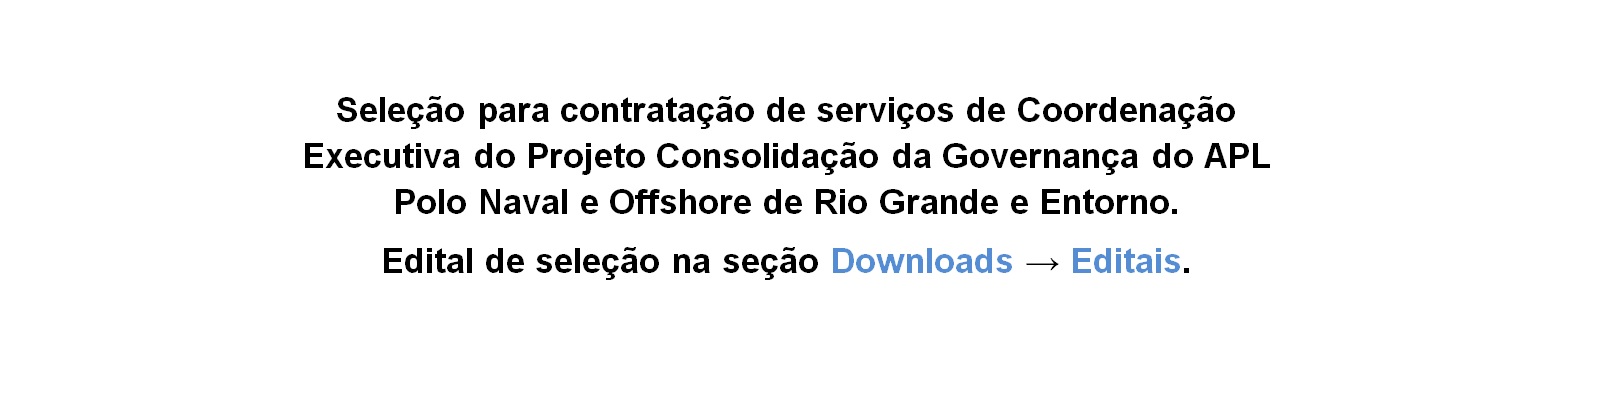 Seleção para contratação de serviços de Coordenação
Executiva do Projeto Consolidação da Governança do APL
Polo Naval e Offshore de Rio Grande e Entorno.
Edital de seleção na seção Downloads → Editais.